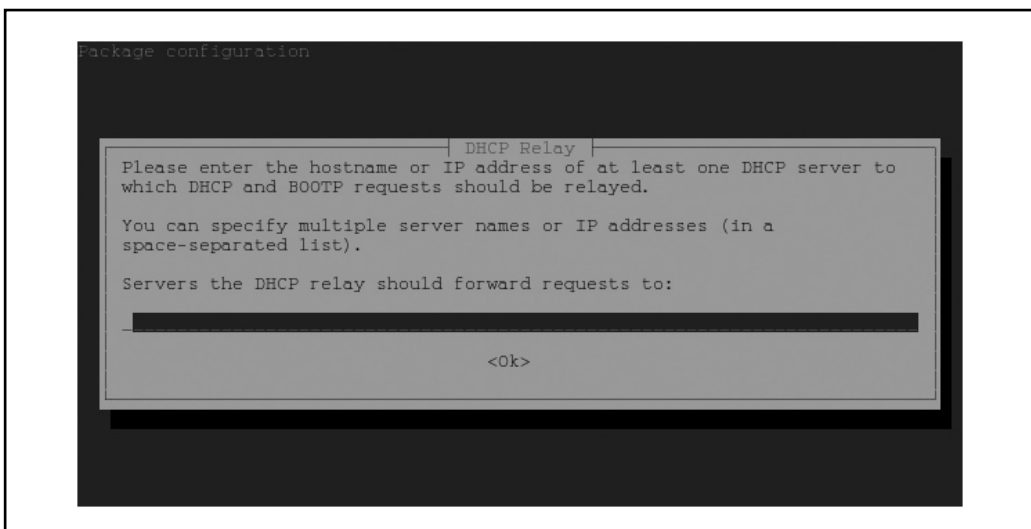 Package configuration
DHCP Relay
Please enter the hostname or IP address of at least one DHCP server to
which DHCP and BOOTP requests should be relayed.
You can specify multiple server names or IP addresses (in a
space-separated list).
Servers the DHCP relay should forward requests to:
<Ok>